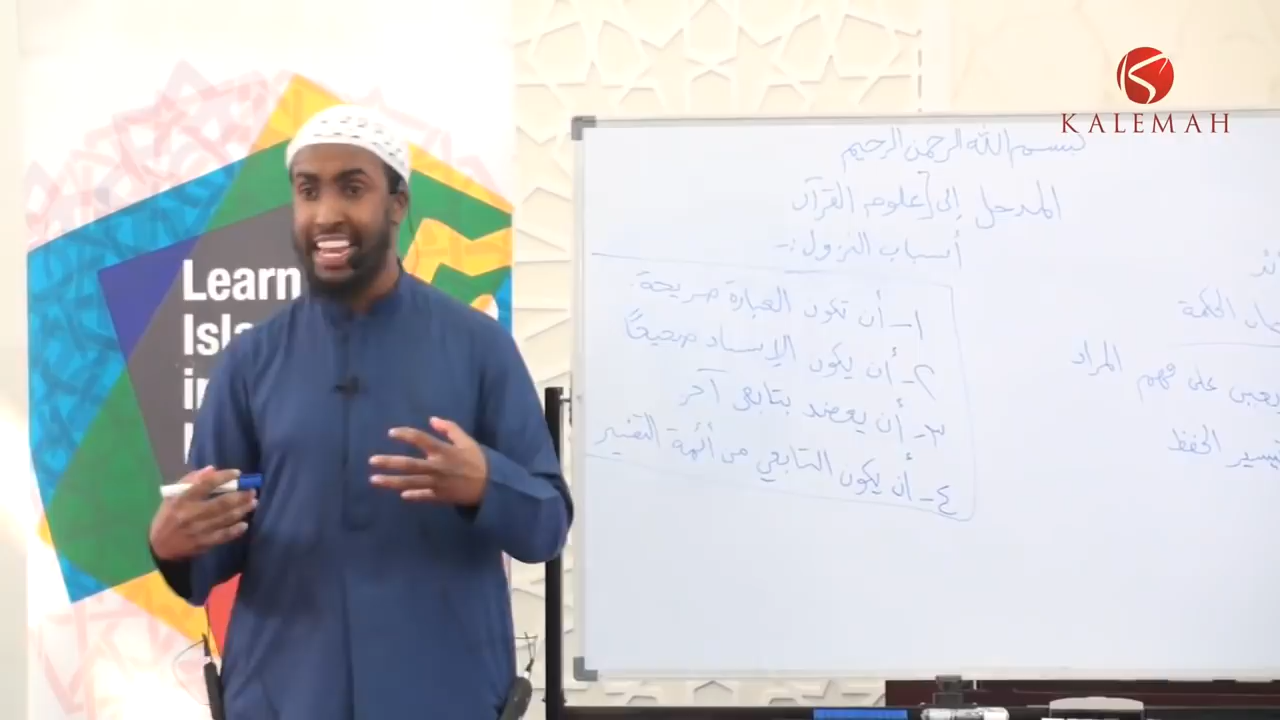 KALEMAH
بسم الله الرحمن الرحيم
المدخل إلى علوم القرآن
أسباب النزول :-
١- أن تكون العبارة صريحة.
٢- أن يكون الإسناد صحيحًا
٣- أن يعضد بتابعي آخر
٤- أن يكون التابعي من أئمة التفسير
الحكمة
على فهم المراد
تيسير الحفظ
Learn